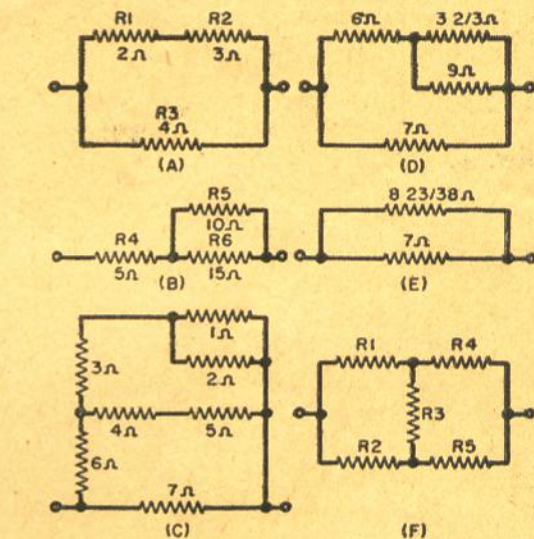 R1 R2
2Ω 3Ω
R3
4Ω
(A)
6Ω 3 2/3Ω
9Ω
7Ω
(D)
R5
10Ω
R4 R6
5Ω 15Ω
(B)
8 23/38Ω
7Ω
(E)
1Ω
3Ω
2Ω
4Ω 5Ω
6Ω
7Ω
(C)
R1 R4
R3
R2 R5
(F)